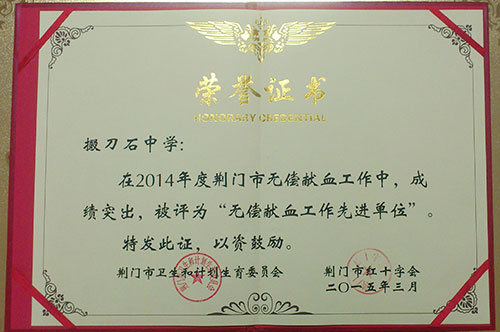 荣誉证书
HONORARY CREDENTIAL
掇刀石中学：
在2014年度荆门市无偿献血工作中，成
绩突出，被评为“无偿献血工作先进单位”。
特发此证，以资鼓励。
荆门市卫生和计划生育委员会 荆门市红十字会
二〇一五年三月